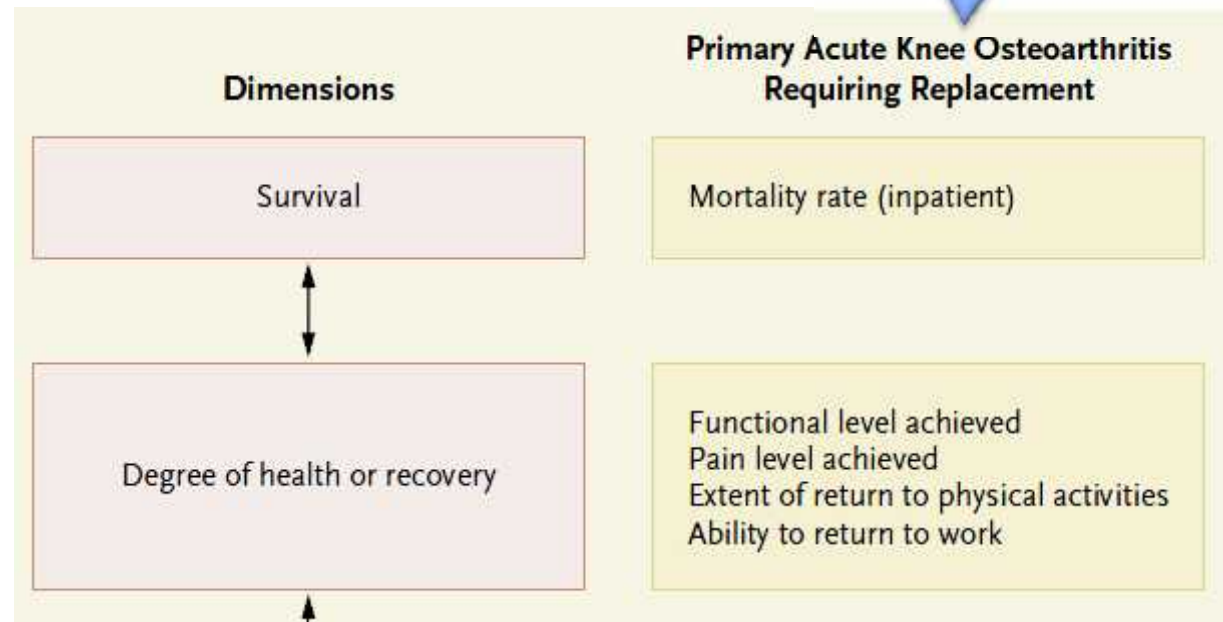 Dimensions
Primary Acute Knee Osteoarthritis
Requiring Replacement
Survival
Mortality rate (inpatient)
Degree of health or recovery
Functional level achieved
Pain level achieved
Extent of return to physical activities
Ability to return to work